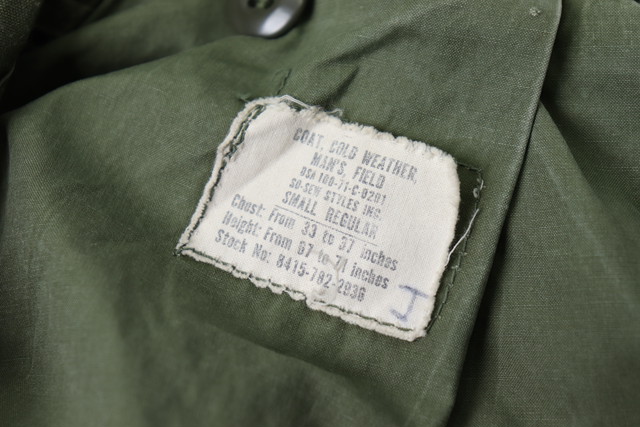 COAT, COLD WEATHER,
MAN'S, FIELD
DSA 100-71-C-0201
SO-SEW STYLES INC.
SMALL REGULAR
Chest: From 33 to 37 inches
Height: From 67 to 71 inches
Stock No: 8415-782-2936
I